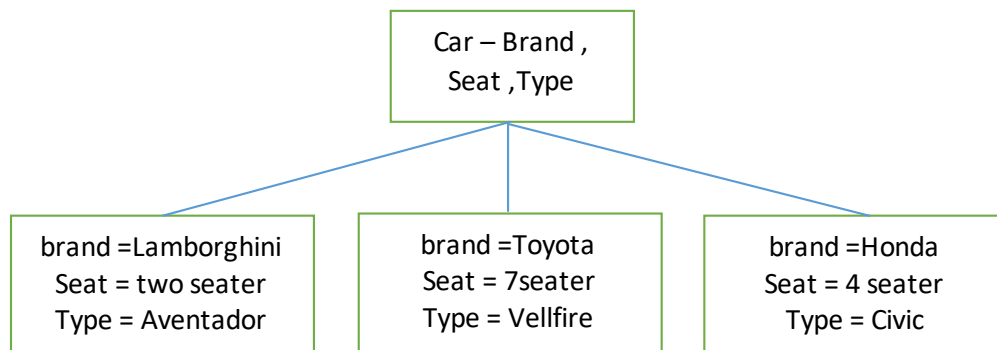 Car – Brand ,
Seat ,Type
brand =Lamborghini
Seat = two seater
Type = Aventador
brand =Toyota
Seat = 7seater
Type = Vellfire
brand =Honda
Seat = 4 seater
Type = Civic